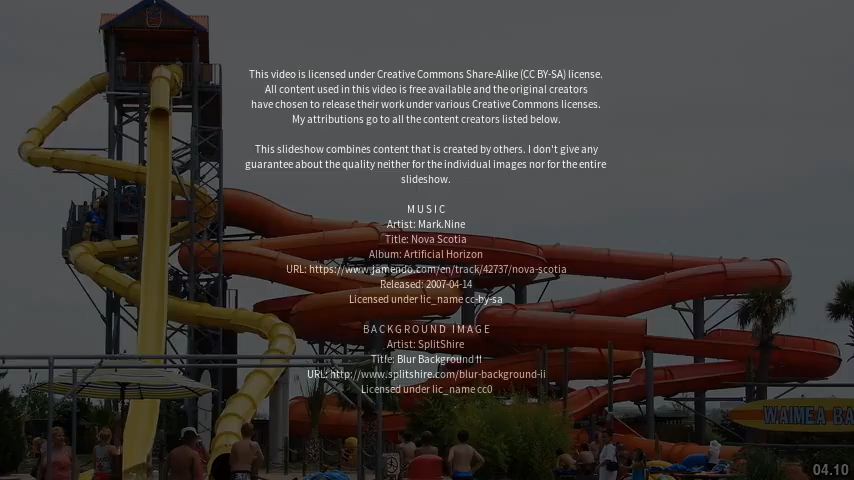 This video is licensed under Creative Commons Share-Alike (CC BY-SA) license.
All content used in this video is free available and the original creators
have chosen to release their work under various Creative Commons licenses.
My attributions go to all the content creators listed below.
This slideshow combines content that is created by others. I don't give any
guarantee about the quality neither for the individual images nor for the entire
slideshow.
MUSIC
Artist: Mark.Nine
Title: Nova Scotia
Album: Artificial Horizon
URL: https://www.jamendo.com/en/track/42737/nova-scotia
Released: 2007-04-14
Licensed under lic_name cc-by-sa
BACKGROUND IMAGE
Artist: SplitShire
Title: Blur Background II
URL: http://www.splitshire.com/blur-background-ii
Licensed under lic_name cc0
WAIMEA BA
04.10